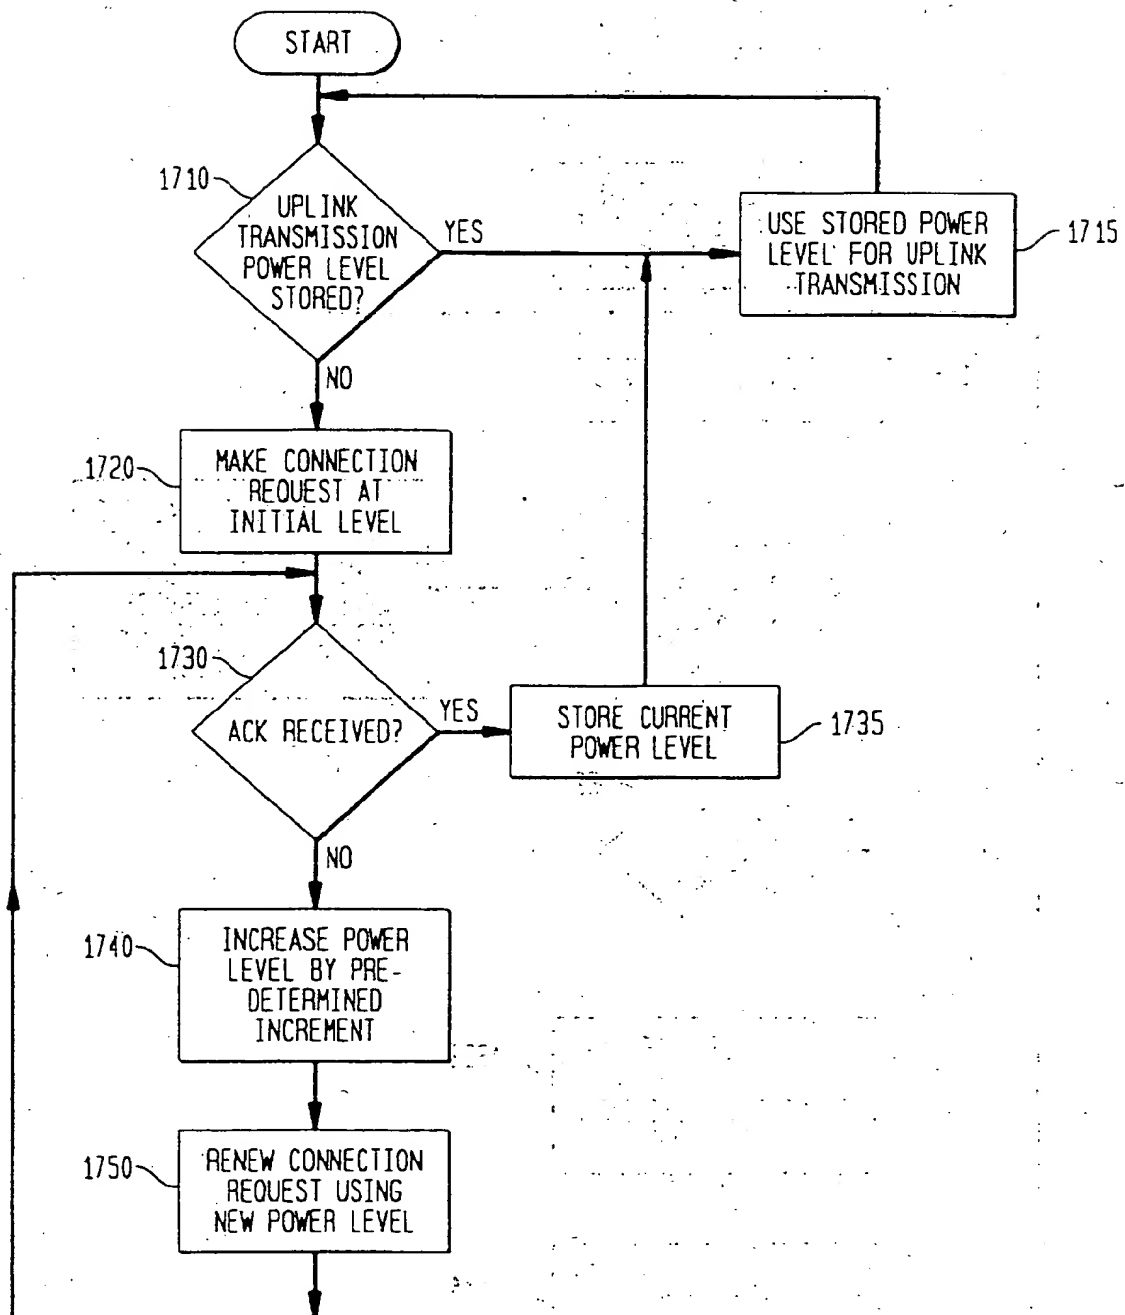 START
1710
UPLINK
TRANSMISSION
POWER LEVEL
STORED?
YES
USE STORED POWER
LEVEL FOR UPLINK
TRANSMISSION
1715
NO
1720
MAKE CONNECTION
REQUEST AT
INITIAL LEVEL
1730
ACK RECEIVED?
YES
STORE CURRENT
POWER LEVEL
1735
NO
1740
INCREASE POWER
LEVEL BY PRE-
DETERMINED
INCREMENT
1750
RENEW CONNECTION
REQUEST USING
NEW POWER LEVEL